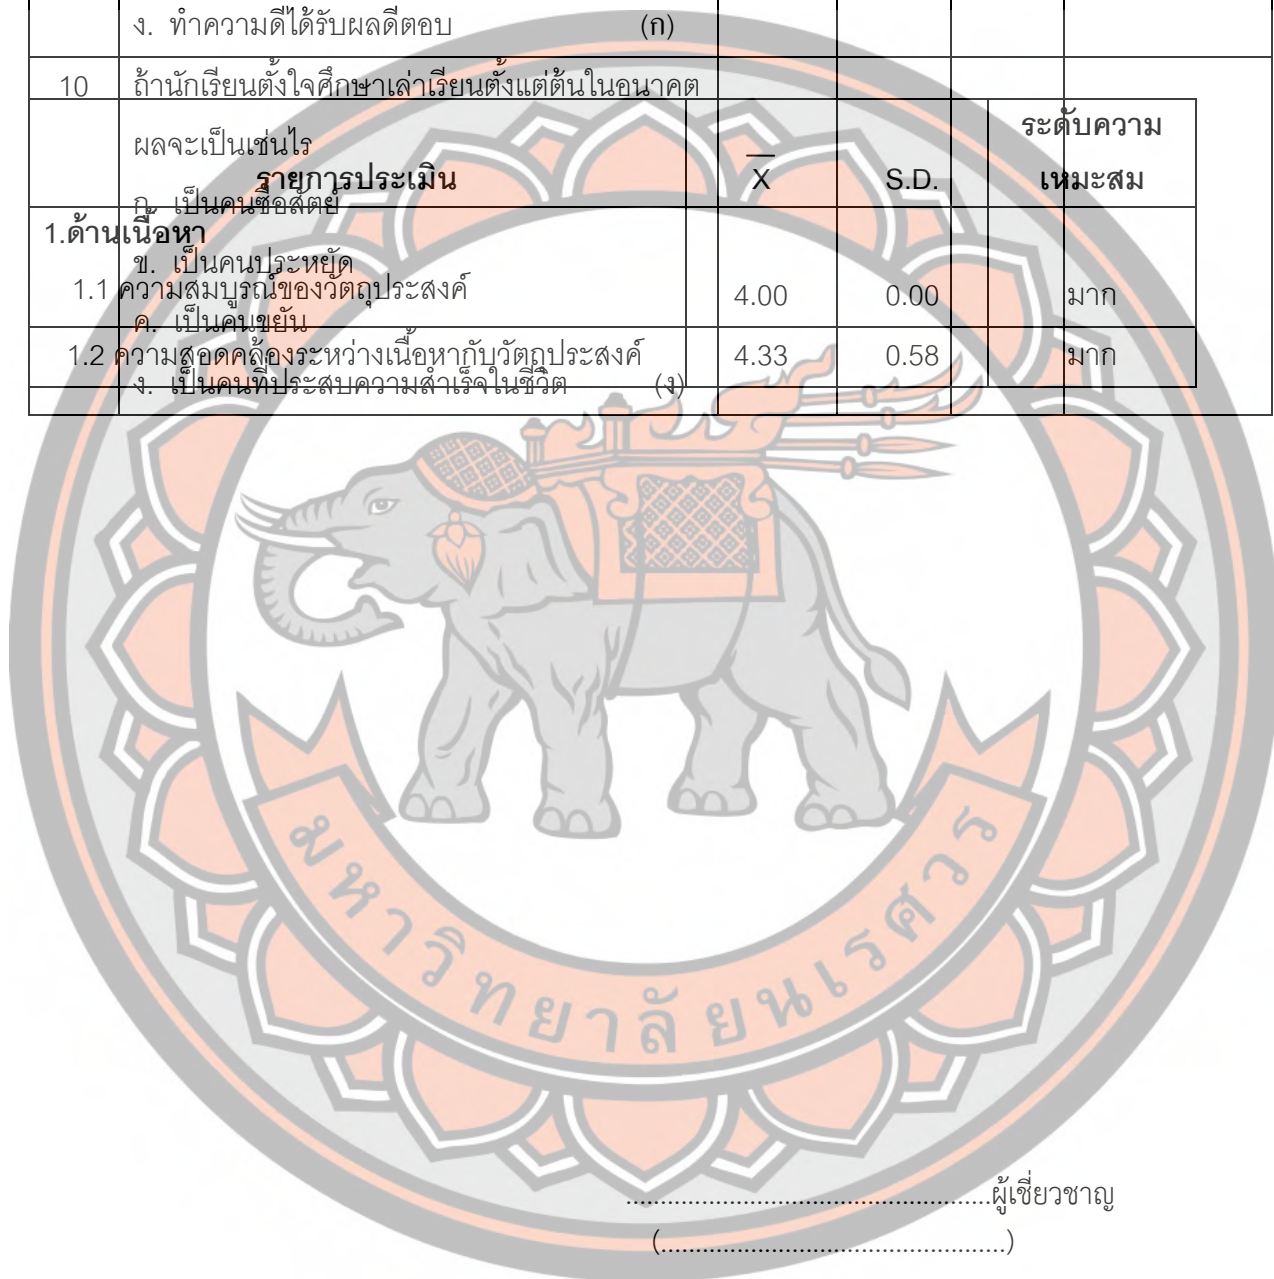 ง. ทำความดีได้รับผลดีตอบ (ก)
10 ถ้านักเรียนตั้งใจศึกษาเล่าเรียนตั้งแต่ต้นในอนาคต
ผลจะเป็นเช่นไร
ก. เป็นคนซื่อสัตย์
ข. เป็นคนประหยัด
ค. เป็นคนขยัน
ง. เป็นคนที่ประสบความสำเร็จในชีวิต (ง)
รายการประเมิน X̅ S.D. ระดับความ
เหมะสม
1.ด้านเนื้อหา
1.1 ความสมบูรณ์ของวัตถุประสงค์ 4.00 0.00 มาก
1.2 ความสอดคล้องระหว่างเนื้อหากับวัตถุประสงค์ 4.33 0.58 มาก
มหาวิทยาลัยนเรศวร
......................................................ผู้เชี่ยวชาญ
(..................................................)